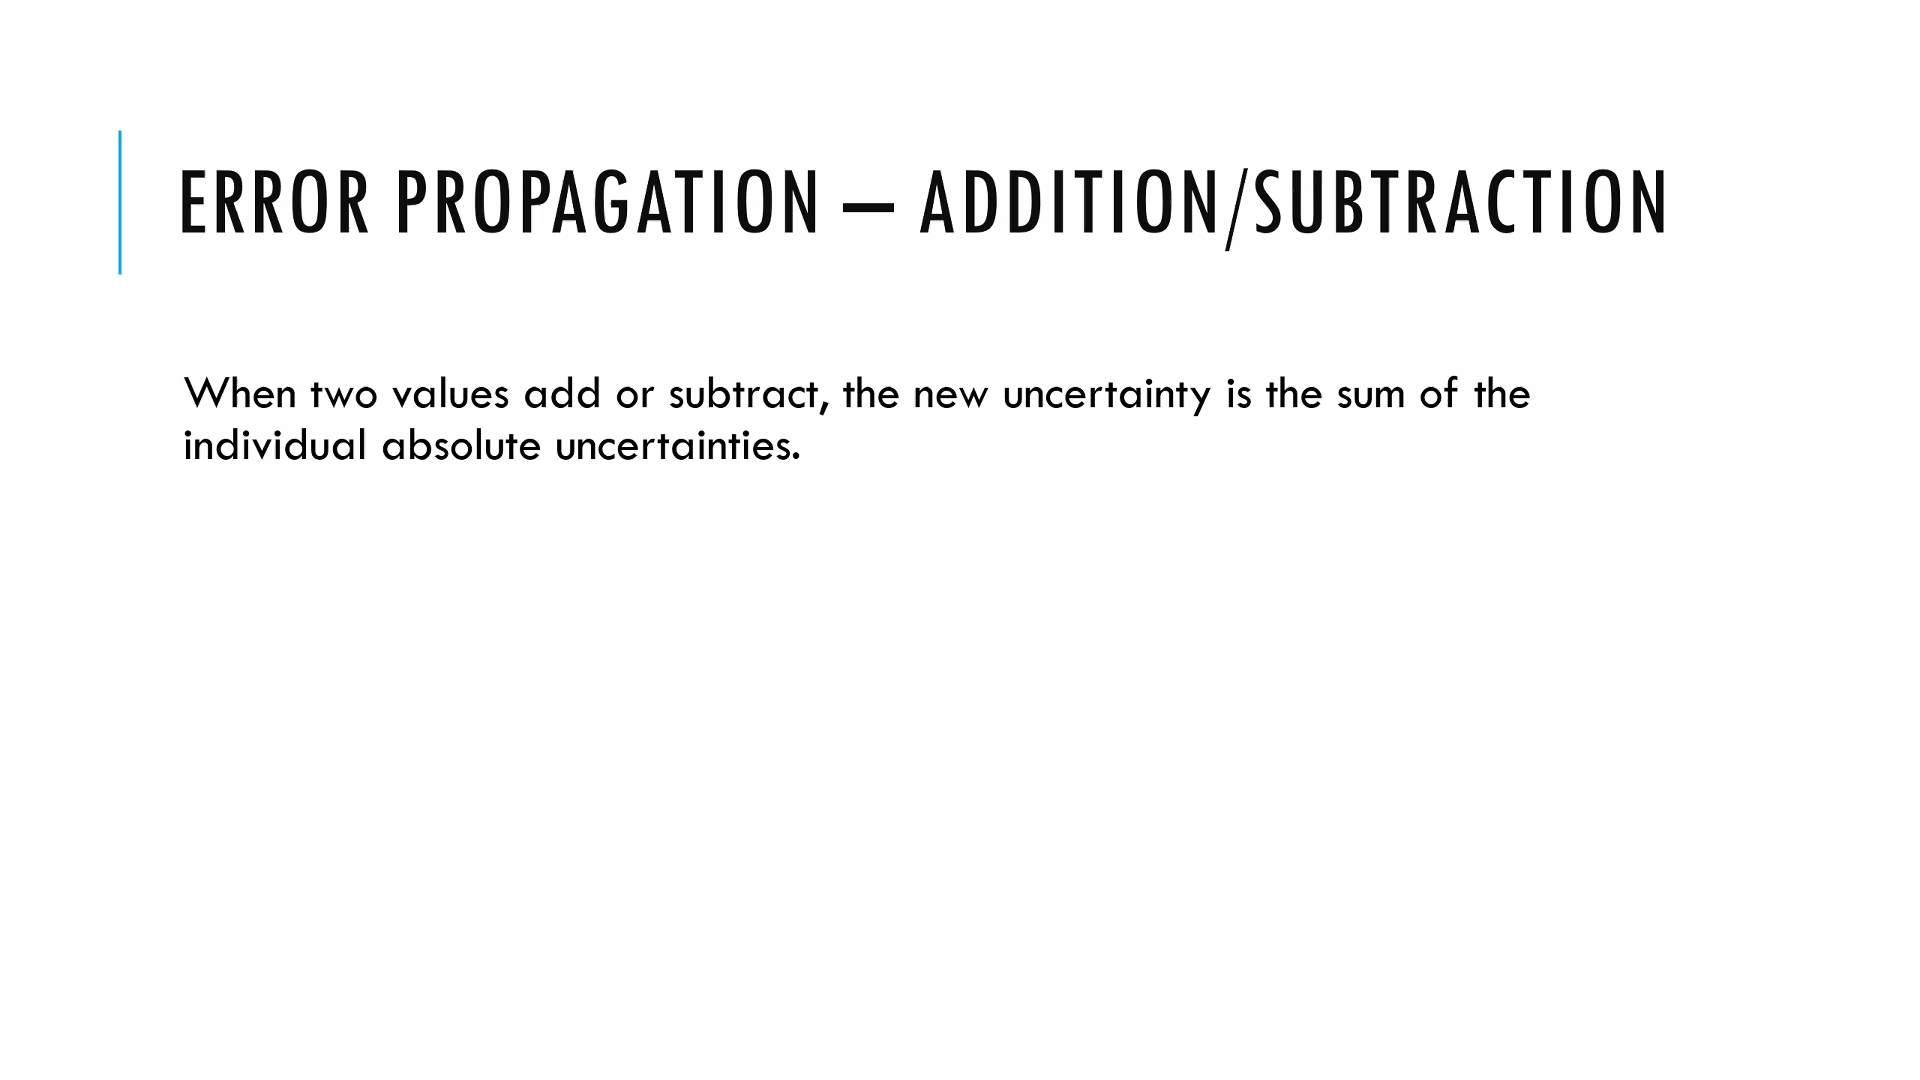 ERROR PROPAGATION – ADDITION/SUBTRACTION
When two values add or subtract, the new uncertainty is the sum of the
individual absolute uncertainties.